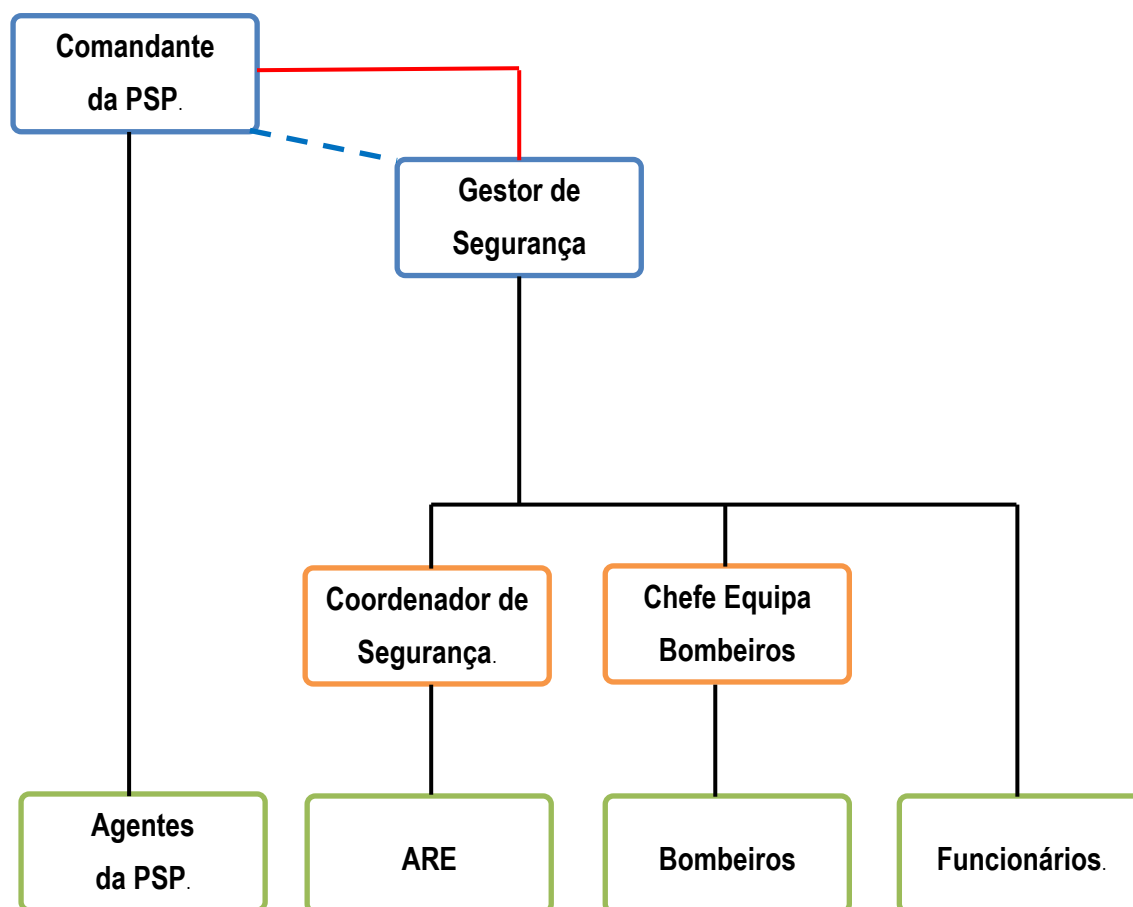 Comandante
da PSP.
Gestor de
Segurança
Coordenador de
Segurança.
Chefe Equipa
Bombeiros
Agentes
da PSP.
ARE
Bombeiros
Funcionários.